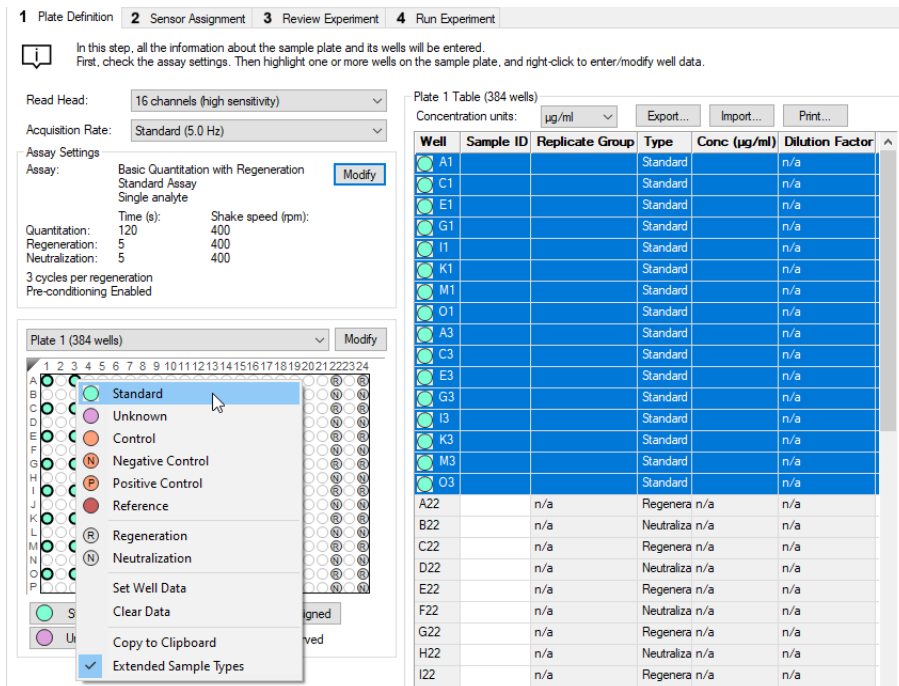 1 Plate Definition 2 Sensor Assignment 3 Review Experiment 4 Run Experiment
In this step, all the information about the sample plate and its wells will be entered.
First, check the assay settings. Then highlight one or more wells on the sample plate, and right-click to enter/modify well data.
Read Head: 16 channels (high sensitivity)
Acquisition Rate: Standard (5.0 Hz)
Assay Settings
Assay: Basic Quantitation with Regeneration Modify
Standard Assay
Single analyte
Time (s): Shake speed (rpm):
Quantitation: 120 400
Regeneration: 5 400
Neutralization: 5 400
3 cycles per regeneration
Pre-conditioning Enabled
Plate 1 (384 wells) Modify
1 2 3 4 5 6 7 8 9 10 11 12 13 14 15 16 17 18 19 20 21 22 23 24
A R R
B N N
C R R
D N N
E R R
F N N
G R R
H N N
I R R
J N N
K R R
L N N
M R R
N N N
O R R
P N N
Standard
Unknown
Control
N Negative Control
P Positive Control
Reference
R Regeneration
N Neutralization
Set Well Data
Clear Data
Copy to Clipboard
Extended Sample Types
Plate 1 Table (384 wells)
Concentration units: µg/ml Export... Import... Print...
Well Sample ID Replicate Group Type Conc (µg/ml) Dilution Factor
A1 Standard n/a
C1 Standard n/a
E1 Standard n/a
G1 Standard n/a
I1 Standard n/a
K1 Standard n/a
M1 Standard n/a
O1 Standard n/a
A3 Standard n/a
C3 Standard n/a
E3 Standard n/a
G3 Standard n/a
I3 Standard n/a
K3 Standard n/a
M3 Standard n/a
O3 Standard n/a
A22 n/a Regenera n/a n/a
B22 n/a Neutraliza n/a n/a
C22 n/a Regenera n/a n/a
D22 n/a Neutraliza n/a n/a
E22 n/a Regenera n/a n/a
F22 n/a Neutraliza n/a n/a
G22 n/a Regenera n/a n/a
H22 n/a Neutraliza n/a n/a
I22 n/a Regenera n/a n/a